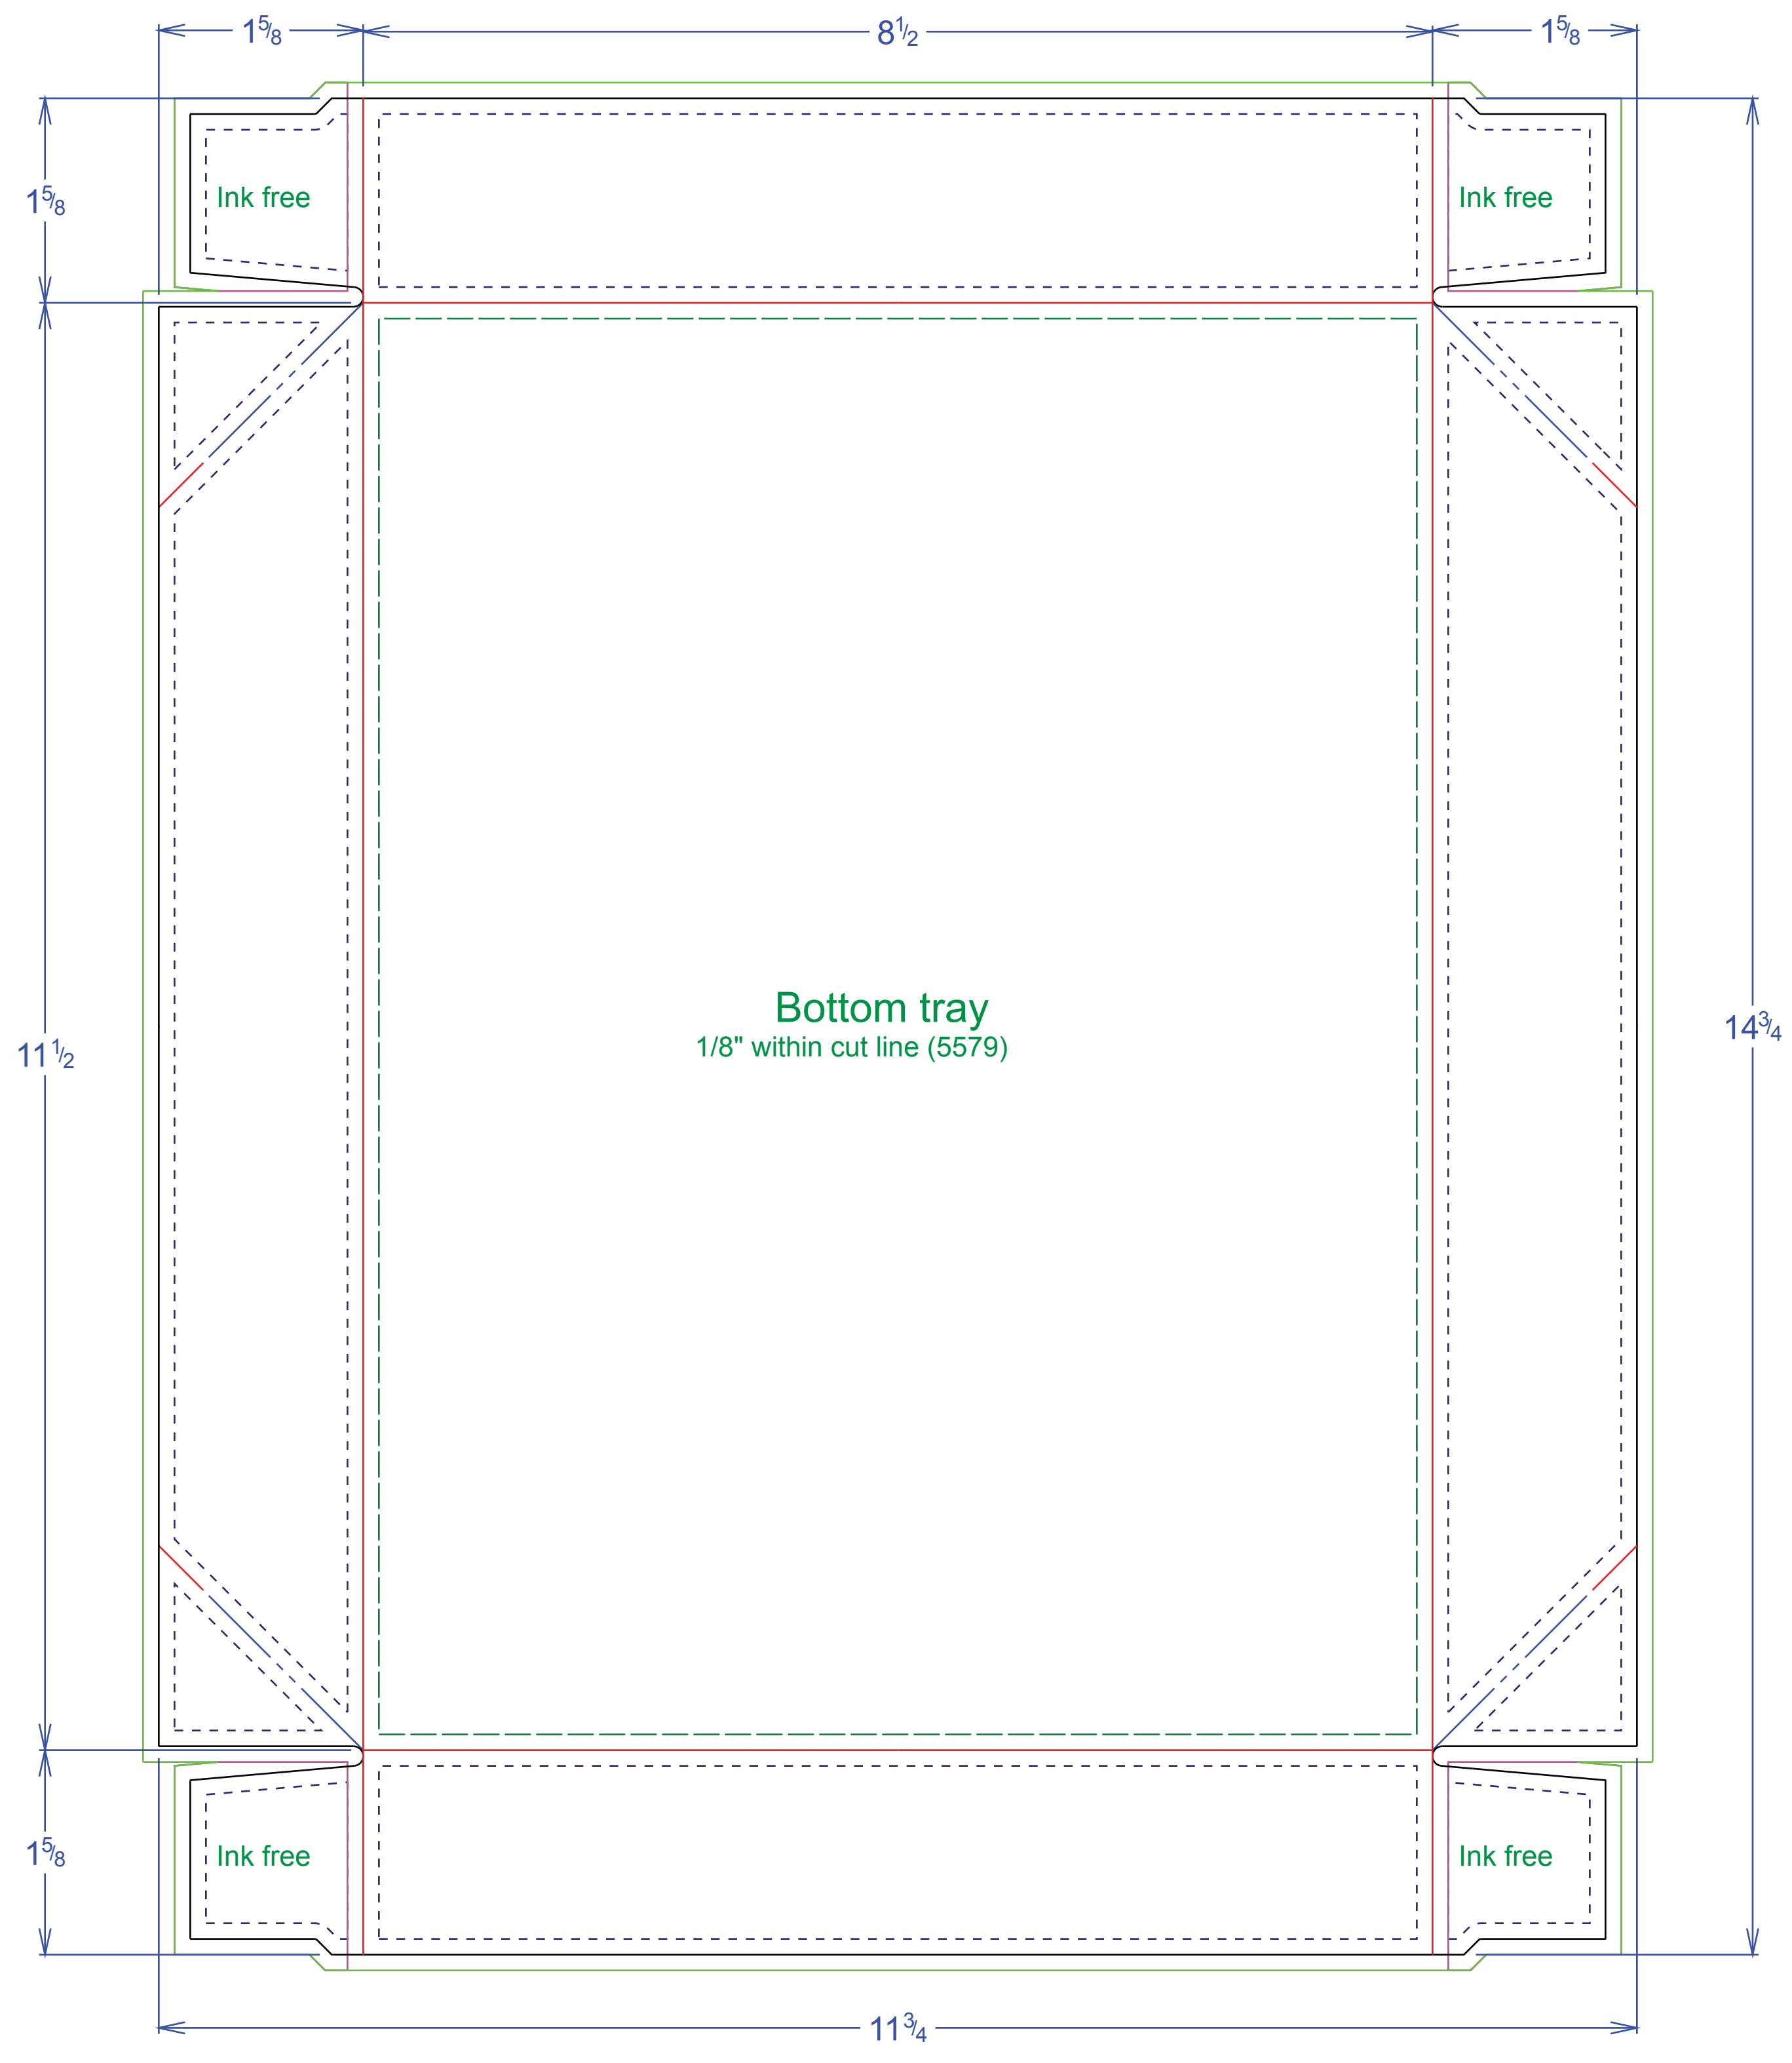 1 5/8
8 1/2
1 5/8
1 5/8
Ink free
Ink free
Bottom tray
1/8" within cut line (5579)
11 1/2
14 3/4
1 5/8
Ink free
Ink free
11 3/4